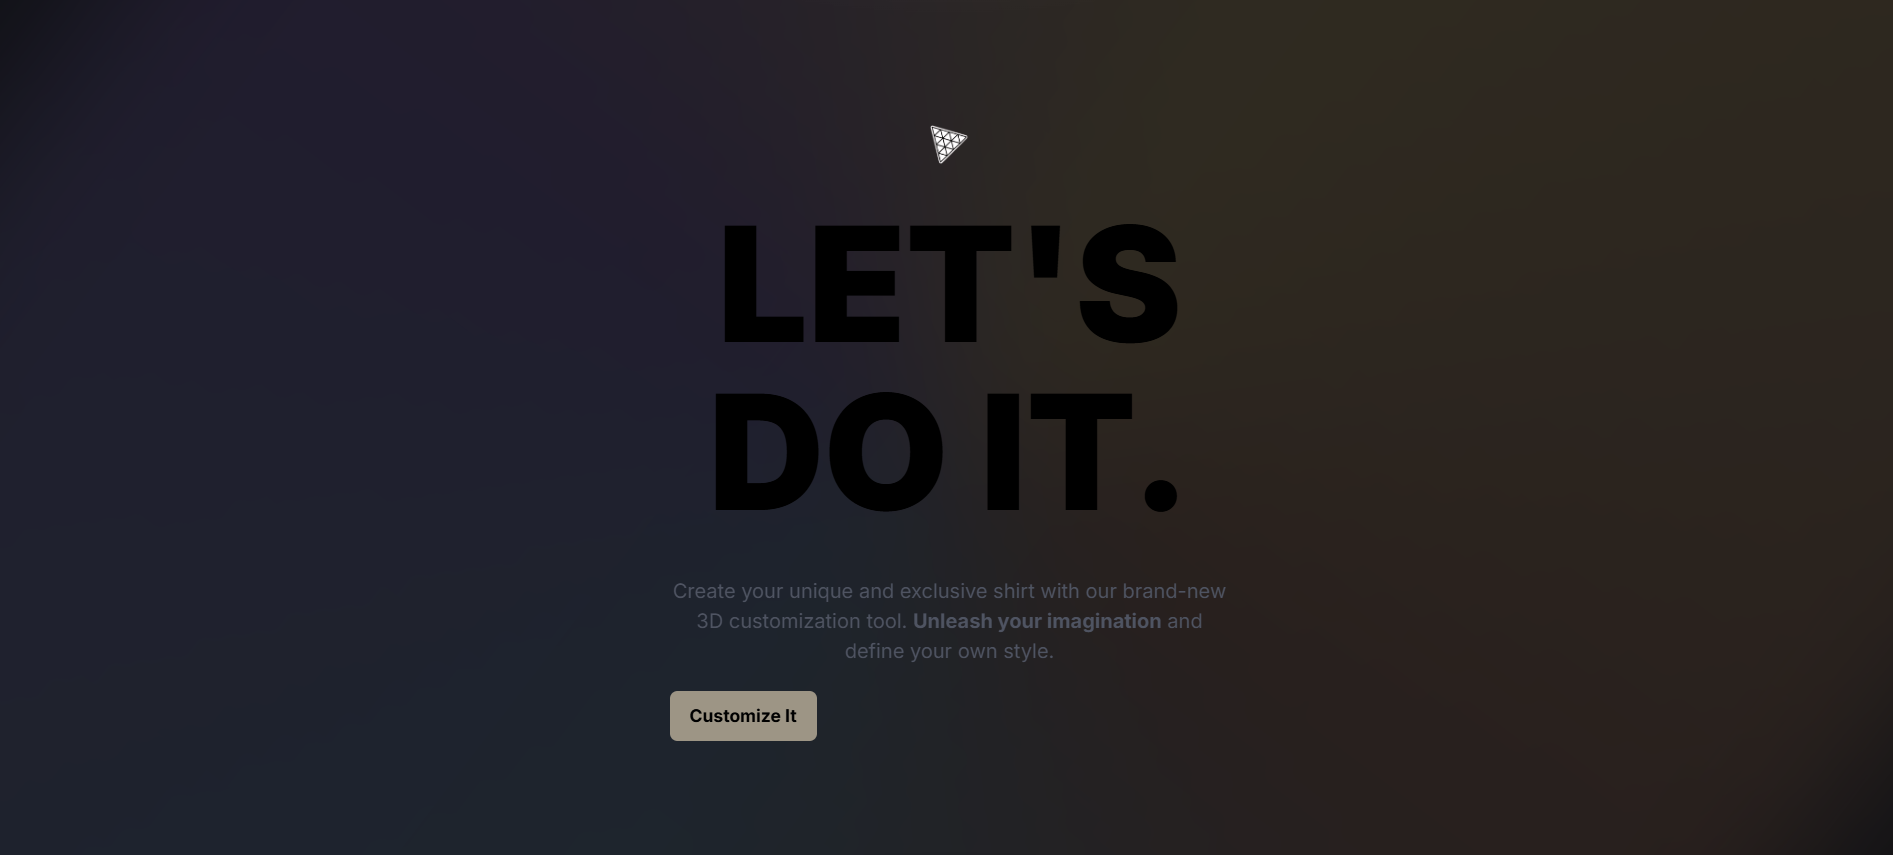 LET'S
DO IT.
Create your unique and exclusive shirt with our brand-new
3D customization tool. Unleash your imagination and
define your own style.
Customize It